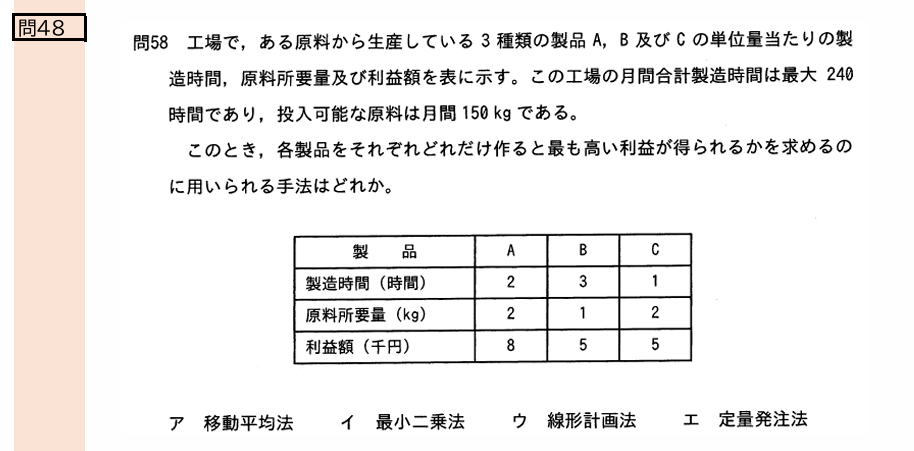 問48
問58 工場で，ある原料から生産している3種類の製品A，B及びCの単位量当たりの製
造時間，原料所要量及び利益額を表に示す。この工場の月間合計製造時間は最大 240
時間であり，投入可能な原料は月間150kgである。
このとき，各製品をそれぞれどれだけ作ると最も高い利益が得られるかを求めるの
に用いられる手法はどれか。
製 品 A B C
製造時間（時間） 2 3 1
原料所要量（kg） 2 1 2
利益額（千円） 8 5 5
ア 移動平均法 イ 最小二乗法 ウ 線形計画法 エ 定量発注法